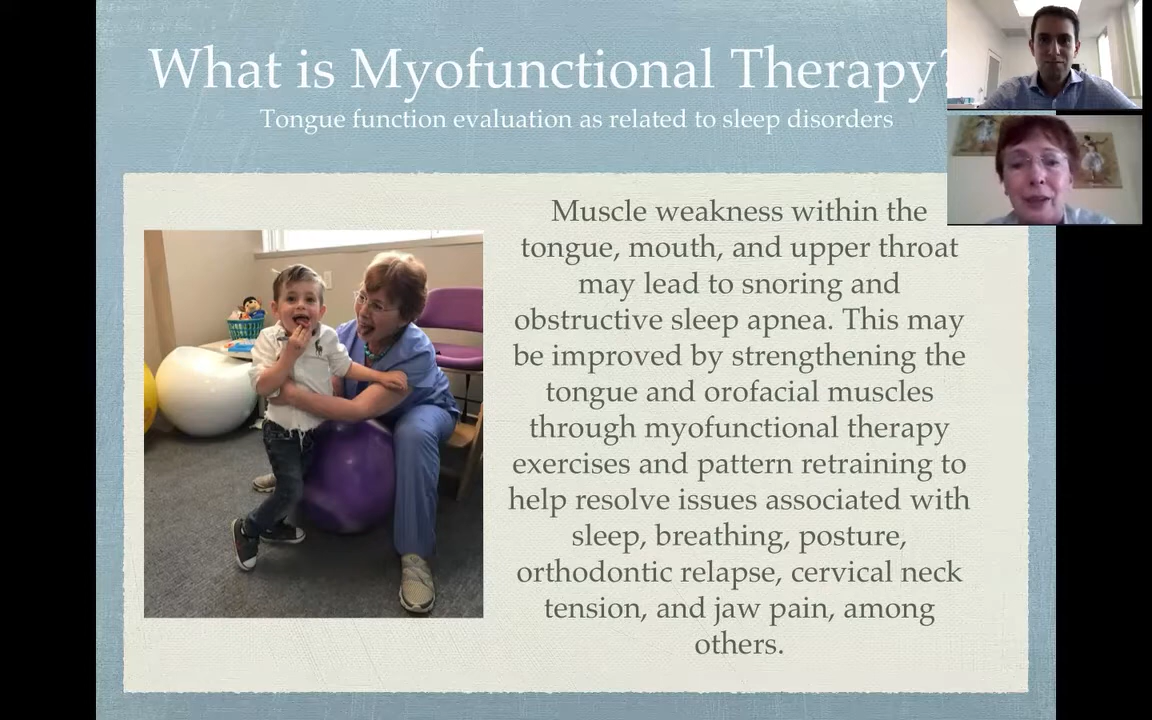 What is Myofunctional Therapy?
Tongue function evaluation as related to sleep disorders
Muscle weakness within the
tongue, mouth, and upper throat
may lead to snoring and
obstructive sleep apnea. This may
be improved by strengthening the
tongue and orofacial muscles
through myofunctional therapy
exercises and pattern retraining to
help resolve issues associated with
sleep, breathing, posture,
orthodontic relapse, cervical neck
tension, and jaw pain, among
others.